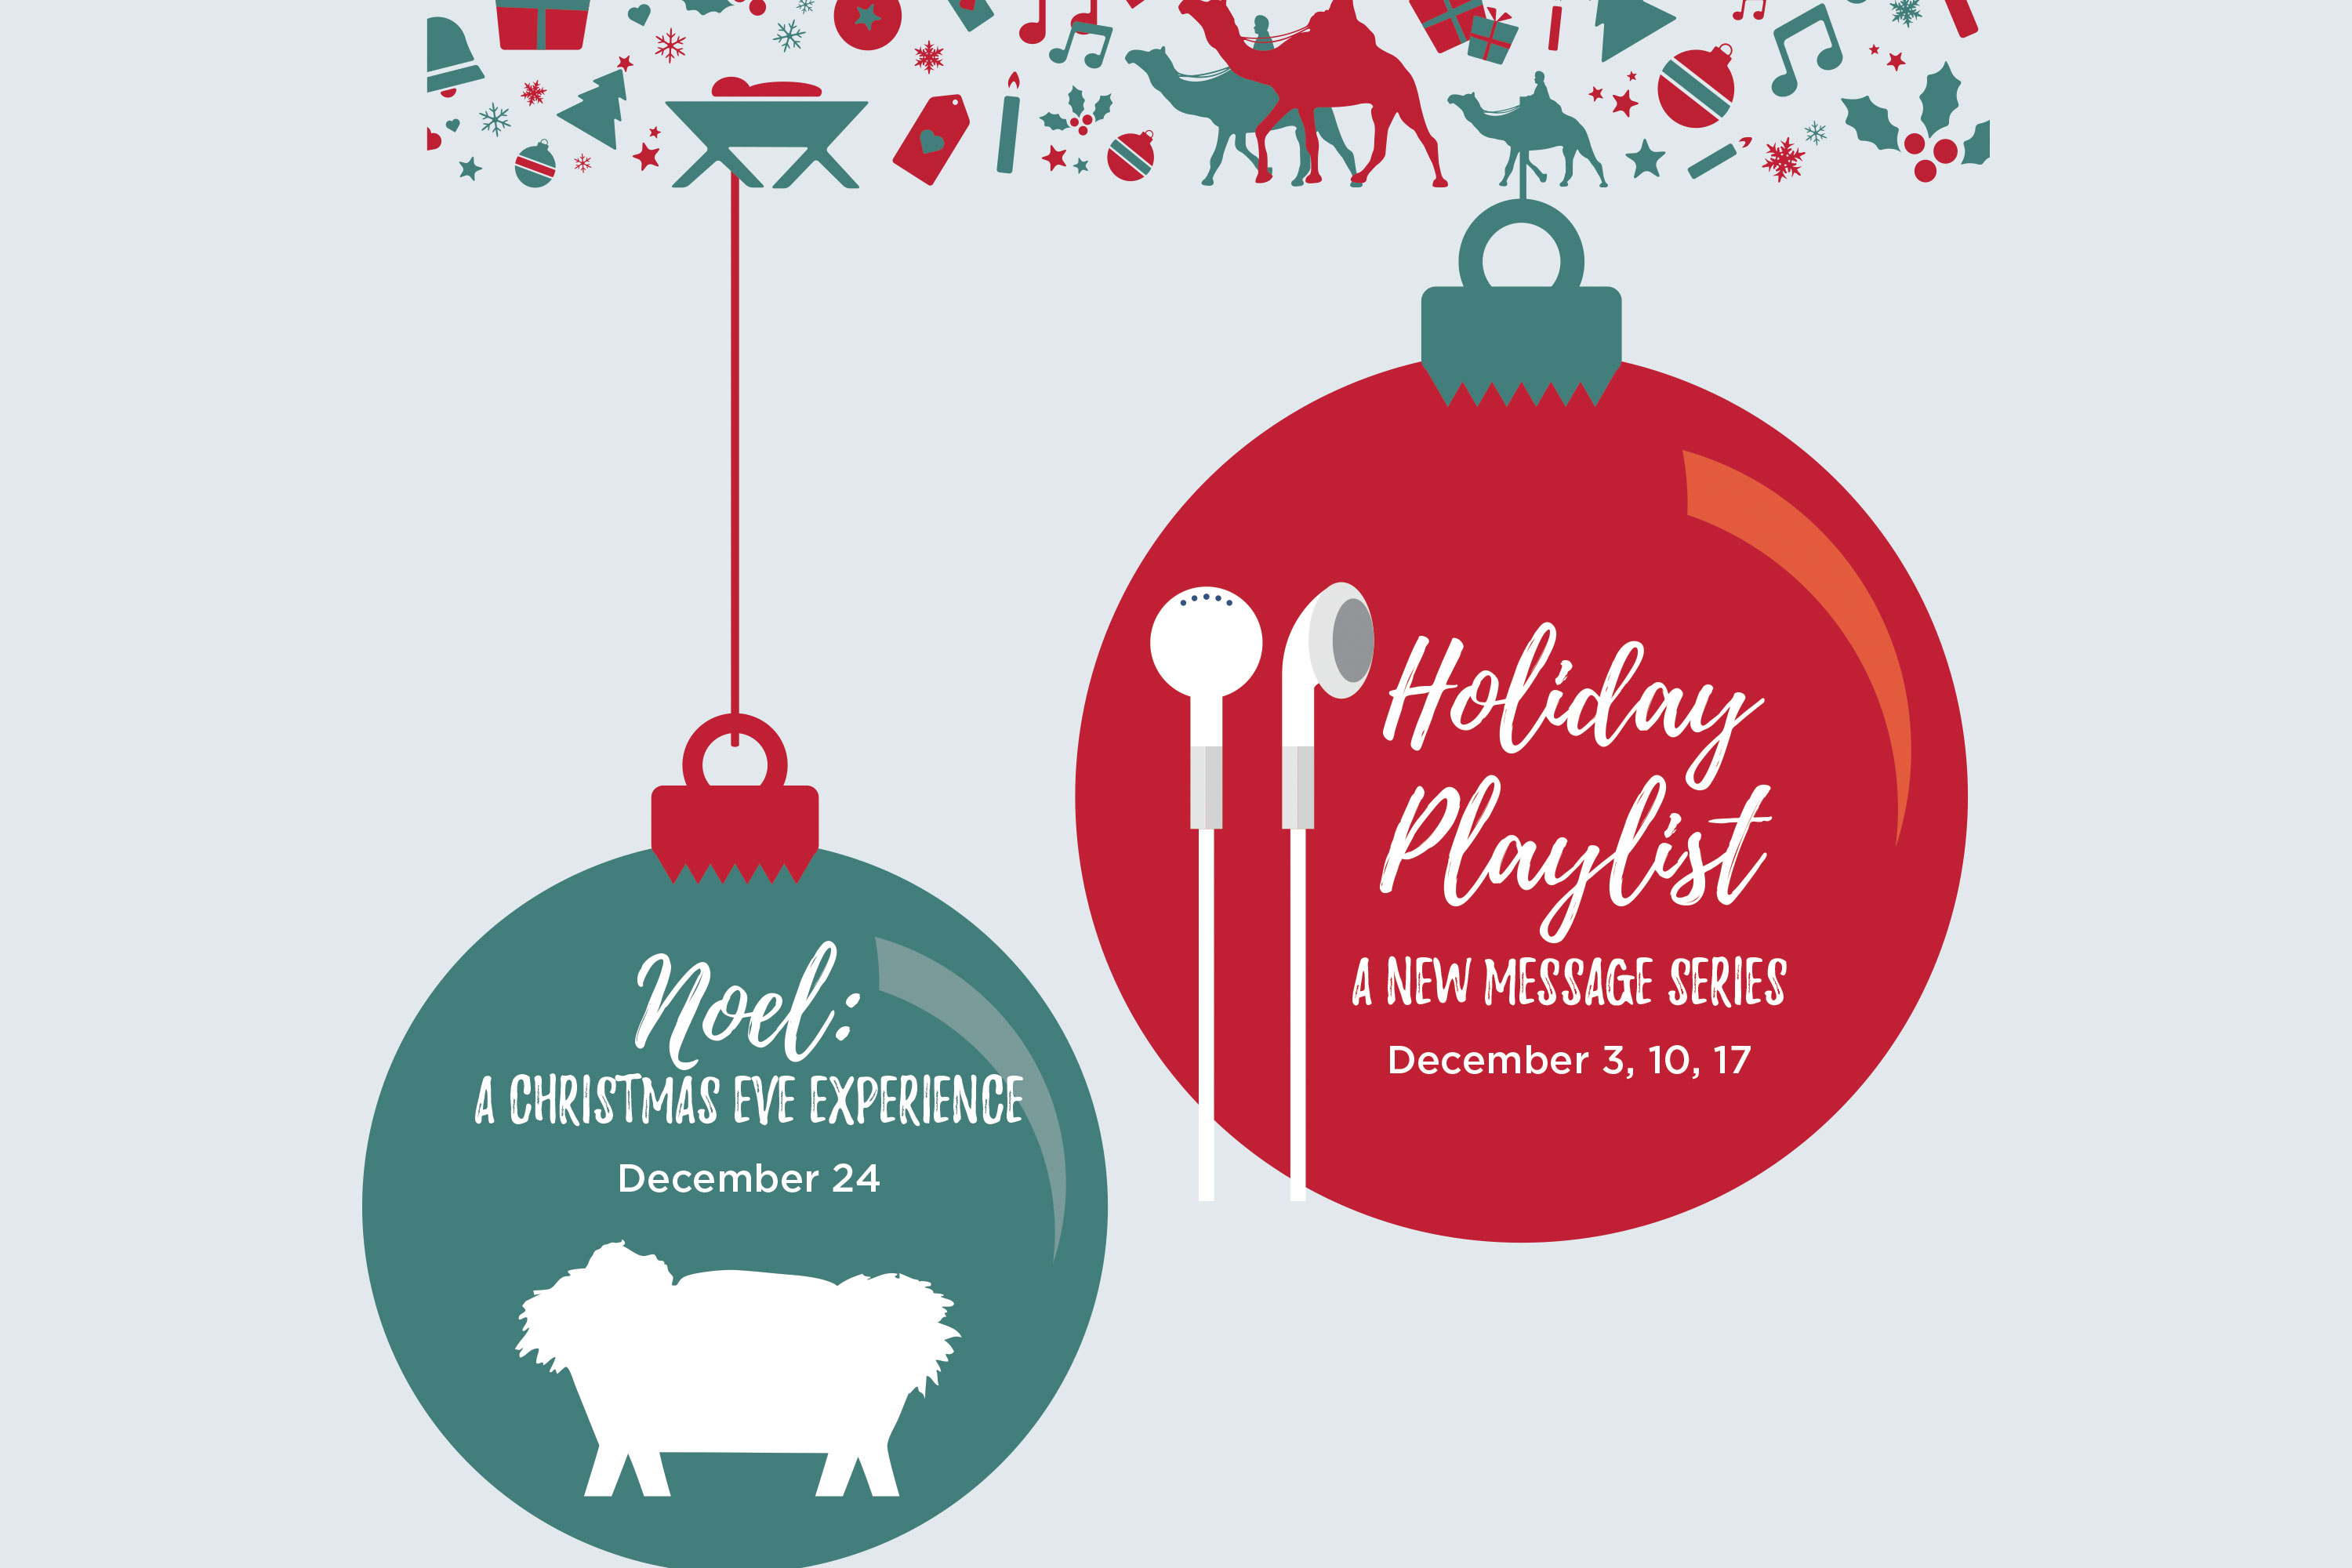 Holiday
Playlist
A NEW MESSAGE SERIES
December 3, 10, 17
Noel:
A CHRISTMAS EVE EXPERIENCE
December 24